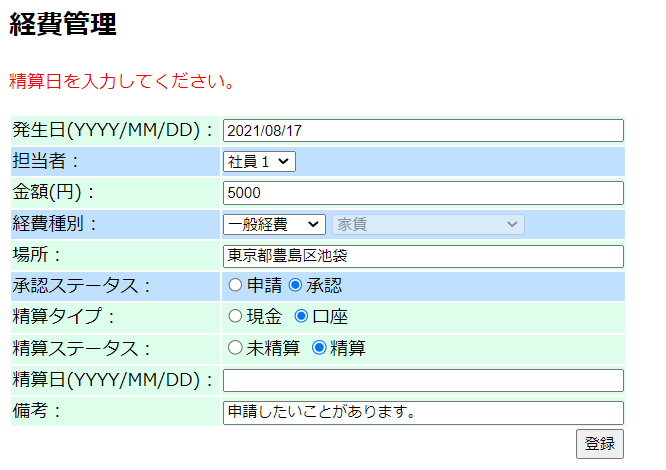 経費管理
精算日を入力してください。
発生日(YYYY/MM/DD)： 2021/08/17
担当者： 社員１
金額(円)： 5000
経費種別： 一般経費 家賃
場所： 東京都豊島区池袋
承認ステータス： 申請 承認
精算タイプ： 現金 口座
精算ステータス： 未精算 精算
精算日(YYYY/MM/DD)：
備考： 申請したいことがあります。
登録